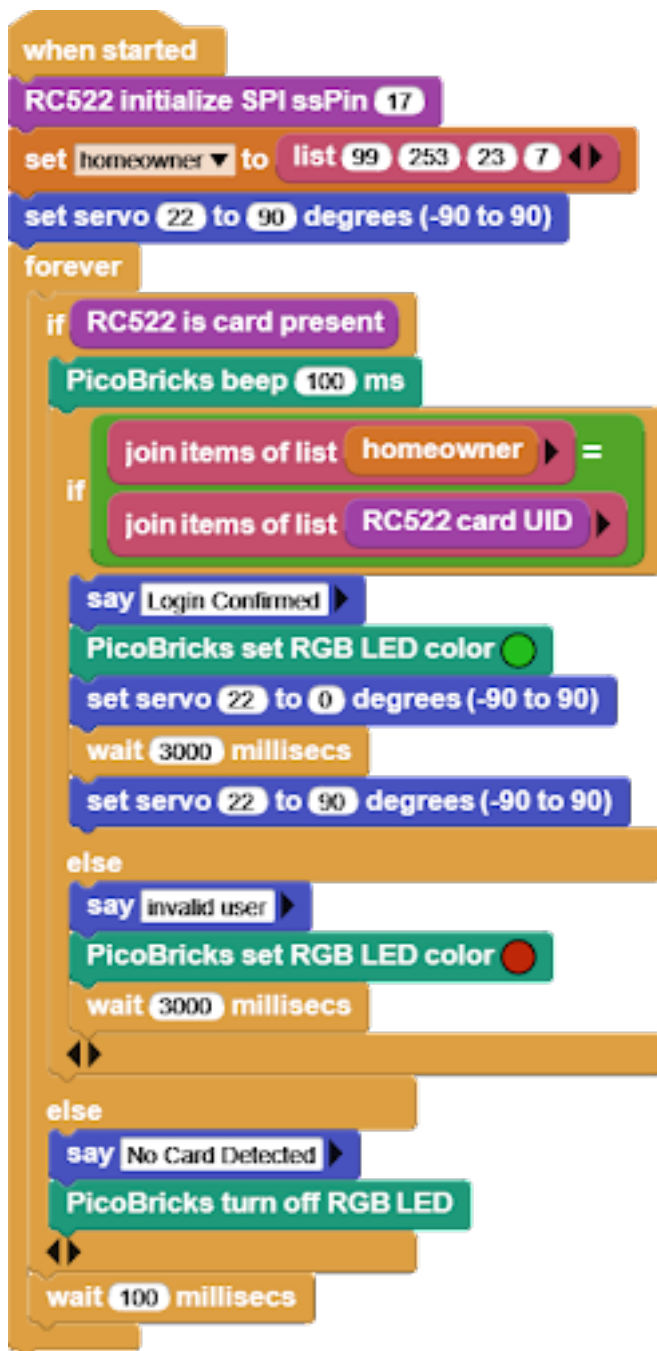 when started
RC522 initialize SPI ssPin 17
set homeowner to list 99 253 23 7
set servo 22 to 90 degrees (-90 to 90)
forever
if RC522 is card present
PicoBricks beep 100 ms
join items of list homeowner =
if
join items of list RC522 card UID
say Login Confirmed
PicoBricks set RGB LED color
set servo 22 to 0 degrees (-90 to 90)
wait 3000 millisecs
set servo 22 to 90 degrees (-90 to 90)
else
say invalid user
PicoBricks set RGB LED color
wait 3000 millisecs
else
say No Card Detected
PicoBricks turn off RGB LED
wait 100 millisecs